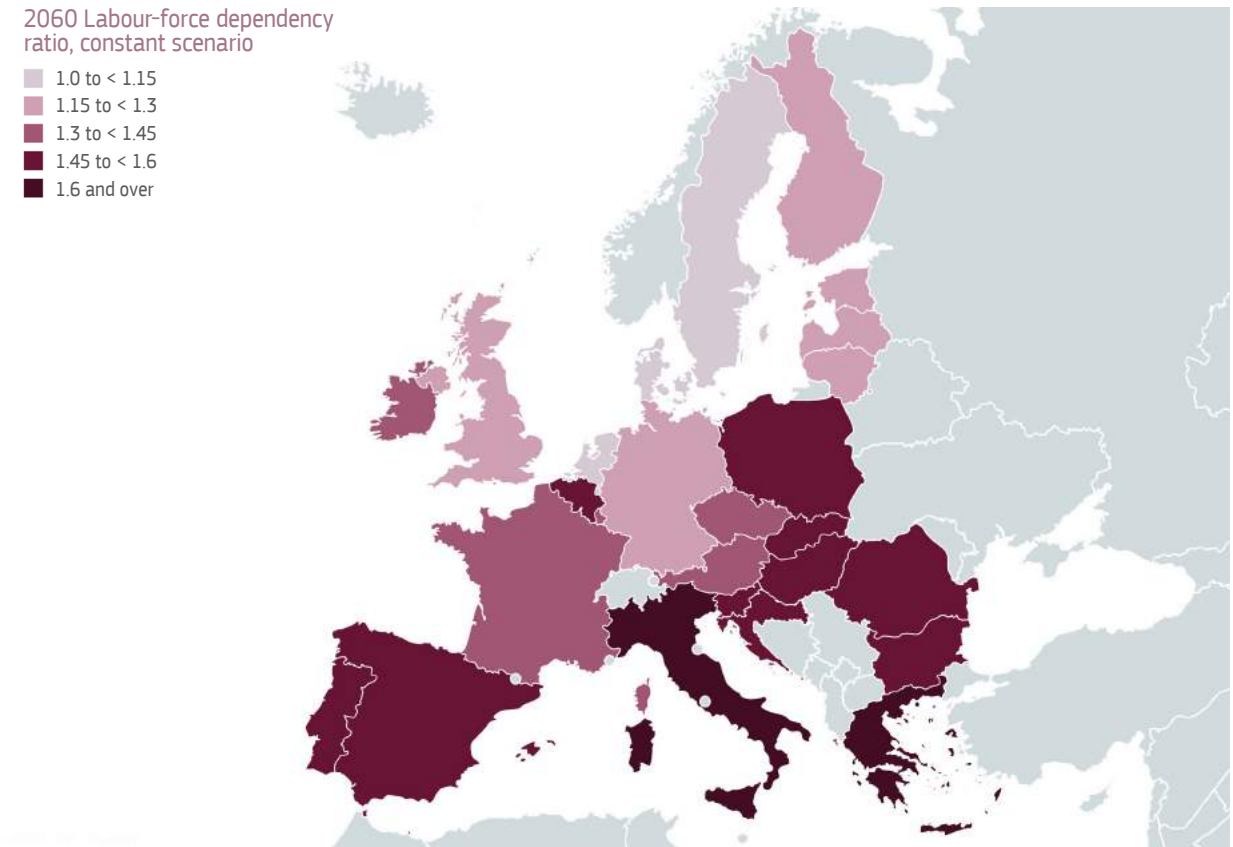 2060 Labour-force dependency
ratio, constant scenario
1.0 to < 1.15
1.15 to < 1.3
1.3 to < 1.45
1.45 to < 1.6
1.6 and over